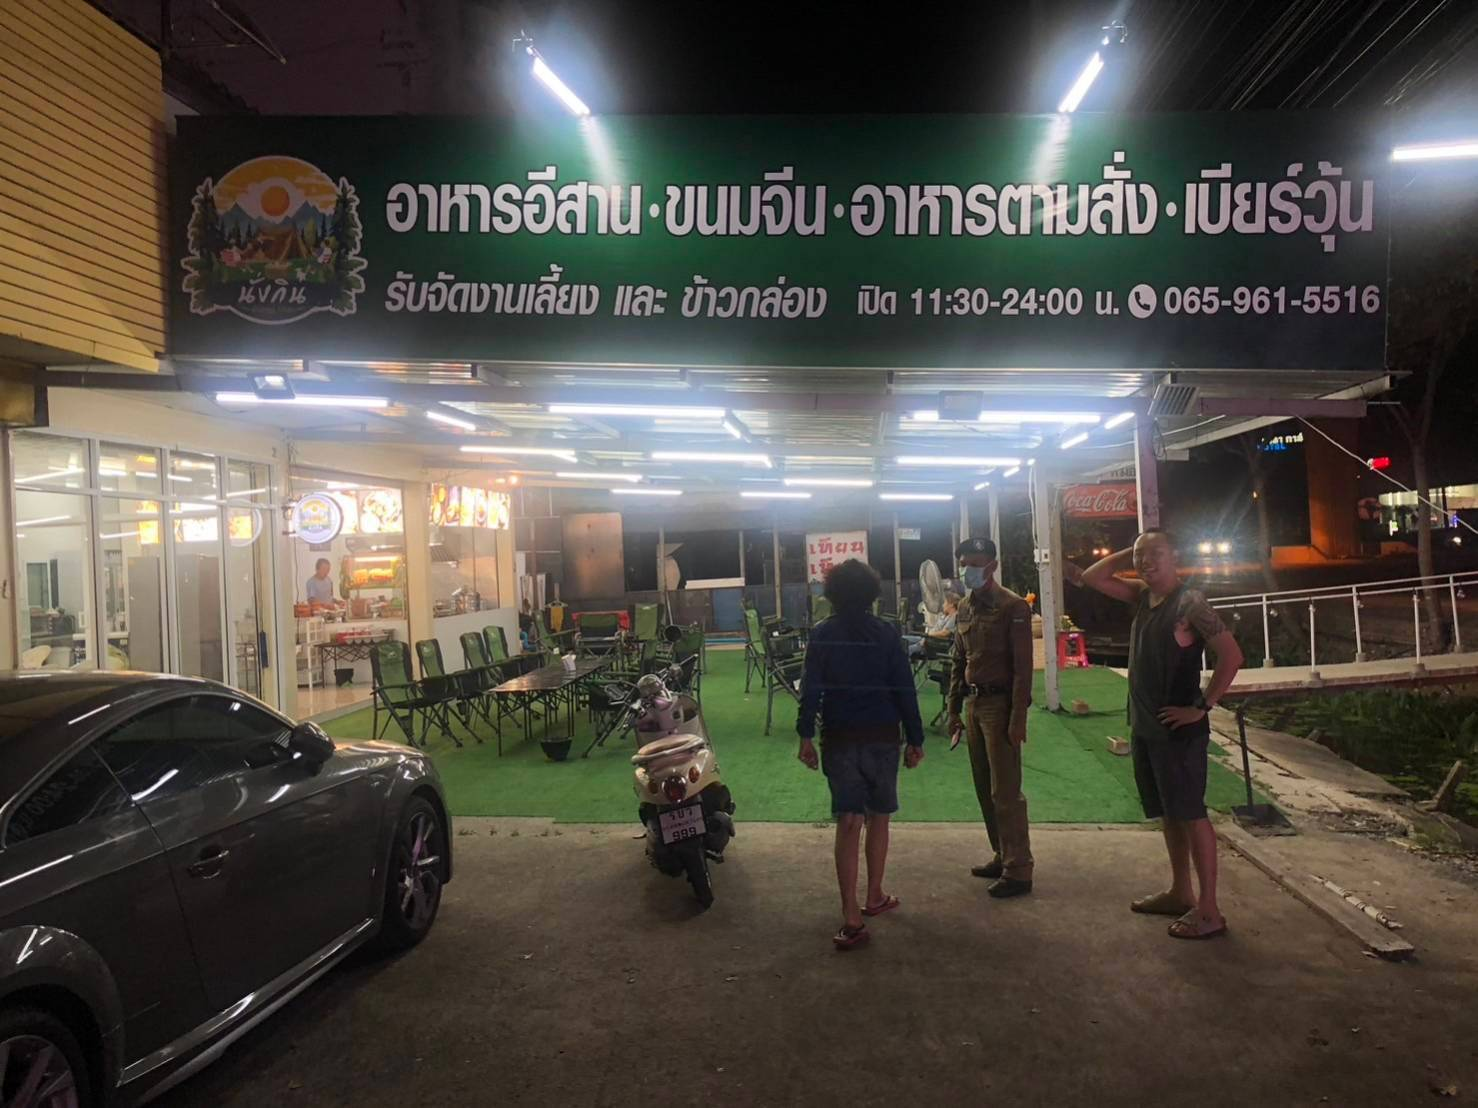 อาหารอีสาน·ขนมจีน·อาหารตามสั่ง·เบียร์วุ้น
รับจัดงานเลี้ยง และ ข้าวกล่อง เปิด 11:30-24:00 น. 065-961-5516
นั่งกิน
Coca-Cola
999